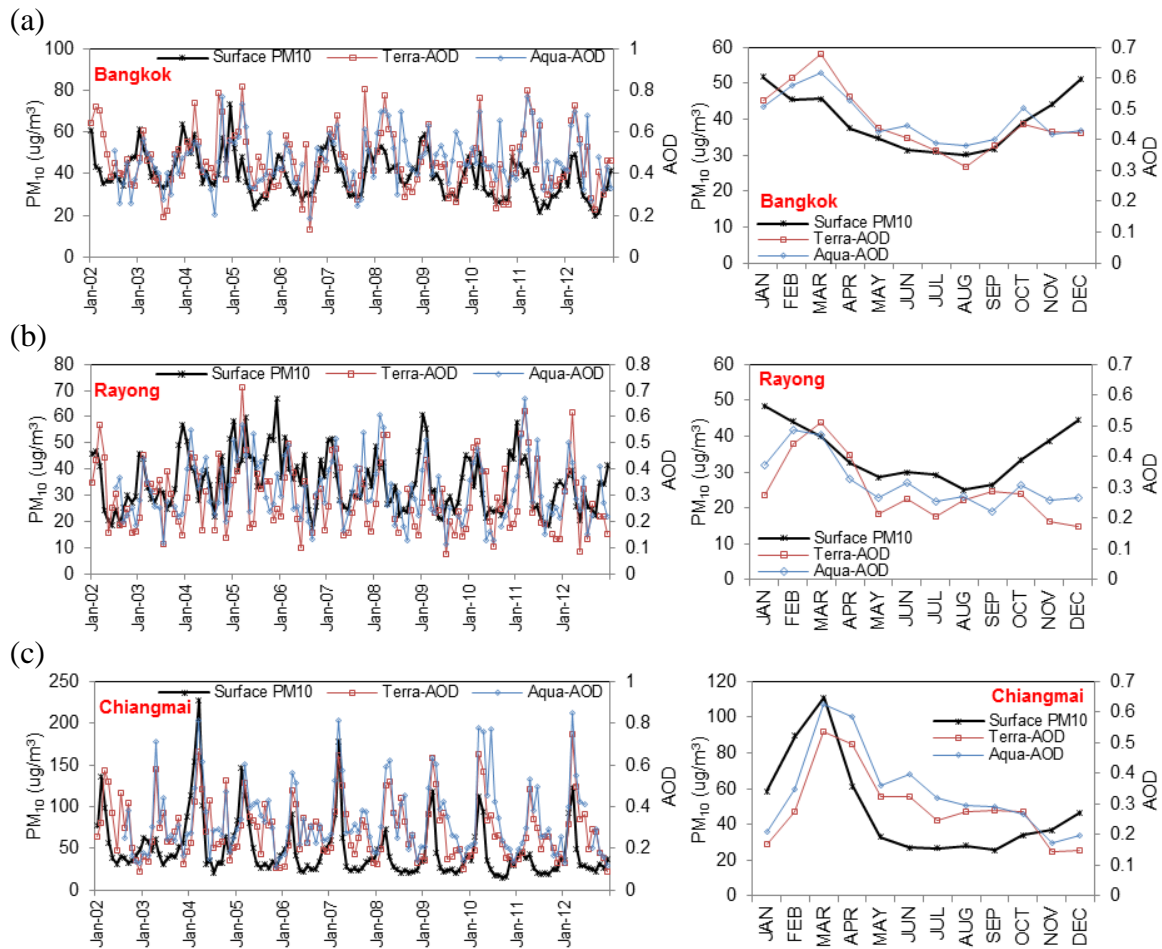 (a)
100
80
60
40
20
0
PM10 (ug/m3)
Bangkok
Surface PM10 Terra-AOD Aqua-AOD
1
0.8
0.6
0.4
0.2
0
AOD
Jan-02 Jan-03 Jan-04 Jan-05 Jan-06 Jan-07 Jan-08 Jan-09 Jan-10 Jan-11 Jan-12
60
50
40
30
20
10
0
PM10 (ug/m3)
Bangkok
Surface PM10
Terra-AOD
Aqua-AOD
0.7
0.6
0.5
0.4
0.3
0.2
0.1
0
AOD
JAN FEB MAR APR MAY JUN JUL AUG SEP OCT NOV DEC
(b)
80
70
60
50
40
30
20
10
0
PM10 (ug/m3)
Rayong
Surface PM10 Terra-AOD Aqua-AOD
0.8
0.7
0.6
0.5
0.4
0.3
0.2
0.1
0
AOD
Jan-02 Jan-03 Jan-04 Jan-05 Jan-06 Jan-07 Jan-08 Jan-09 Jan-10 Jan-11 Jan-12
60
50
40
30
20
10
0
PM10 (ug/m3)
Rayong
Surface PM10
Terra-AOD
Aqua-AOD
0.7
0.6
0.5
0.4
0.3
0.2
0.1
0
AOD
JAN FEB MAR APR MAY JUN JUL AUG SEP OCT NOV DEC
(c)
250
200
150
100
50
0
PM10 (ug/m3)
Chiangmai
Surface PM10 Terra-AOD Aqua-AOD
1
0.8
0.6
0.4
0.2
0
AOD
Jan-02 Jan-03 Jan-04 Jan-05 Jan-06 Jan-07 Jan-08 Jan-09 Jan-10 Jan-11 Jan-12
120
100
80
60
40
20
0
PM10 (ug/m3)
Chiangmai
Surface PM10
Terra-AOD
Aqua-AOD
0.7
0.6
0.5
0.4
0.3
0.2
0.1
0
AOD
JAN FEB MAR APR MAY JUN JUL AUG SEP OCT NOV DEC